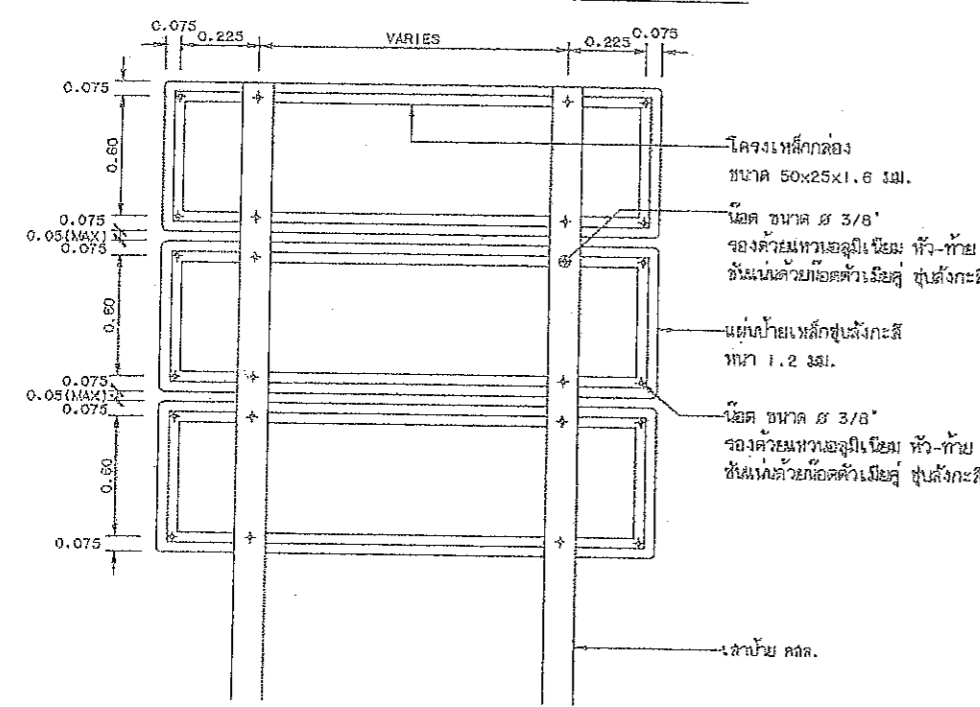 0.075
0.225
VARIES
0.225
0.075
0.075
0.60
0.075
0.05(MAX)
0.075
0.60
0.075
0.05(MAX)
0.075
0.60
0.075
โครงเหล็กกล่อง
ขนาด 50x25x1.6 มม.
น๊อต ขนาด Ø 3/8"
รองด้วยแหวนอลูมิเนียม หัว-ท้าย
ขันแน่นด้วยน๊อตตัวเมียคู่ ชุบสังกะสี
แผ่นป้ายเหล็กชุบสังกะสี
หนา 1.2 มม.
น๊อต ขนาด Ø 3/8"
รองด้วยแหวนอลูมิเนียม หัว-ท้าย
ขันแน่นด้วยน๊อตตัวเมียคู่ ชุบสังกะสี
เสาป้าย คสล.